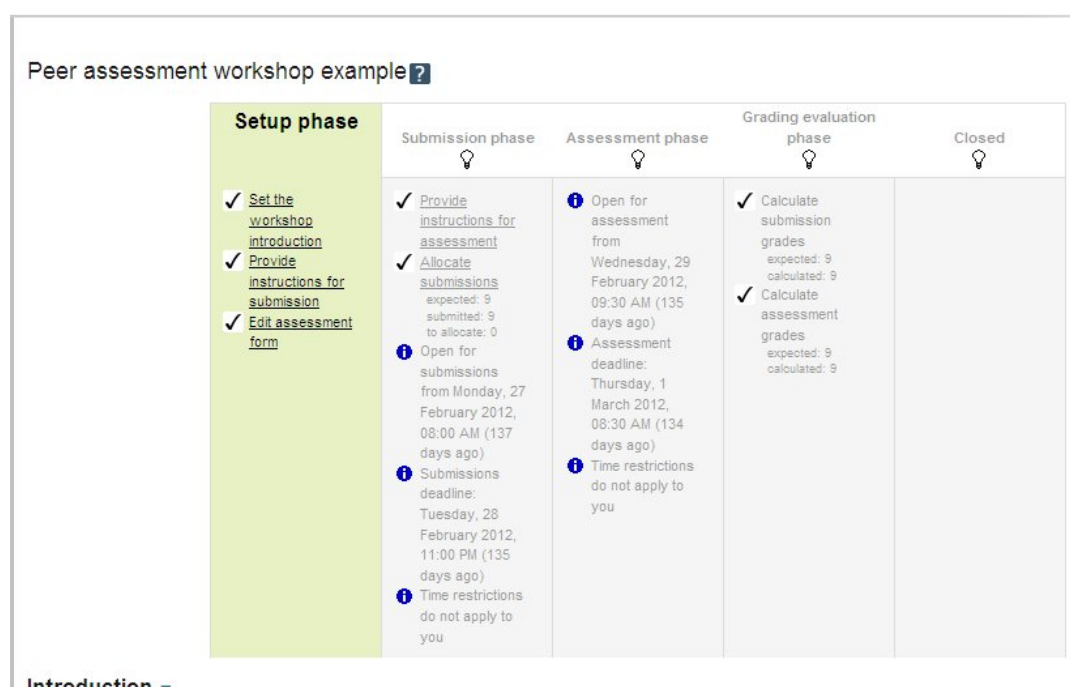 Peer assessment workshop example?
Setup phase
Submission phase
Assessment phase
Grading evaluation
phase
Closed
Set the
workshop
introduction
Provide
instructions for
submission
Edit assessment
form
Provide
instructions for
assessment
Allocate
submissions
expected: 9
submitted: 9
to allocate: 0
Open for
submissions
from Monday, 27
February 2012,
08:00 AM (137
days ago)
Submissions
deadline:
Tuesday, 28
February 2012,
11:00 PM (135
days ago)
Time restrictions
do not apply to
you
Open for
assessment
from
Wednesday, 29
February 2012,
09:30 AM (135
days ago)
Assessment
deadline:
Thursday, 1
March 2012,
08:30 AM (134
days ago)
Time restrictions
do not apply to
you
Calculate
submission
grades
expected: 9
calculated: 9
Calculate
assessment
grades
expected: 9
calculated: 9
Introduction